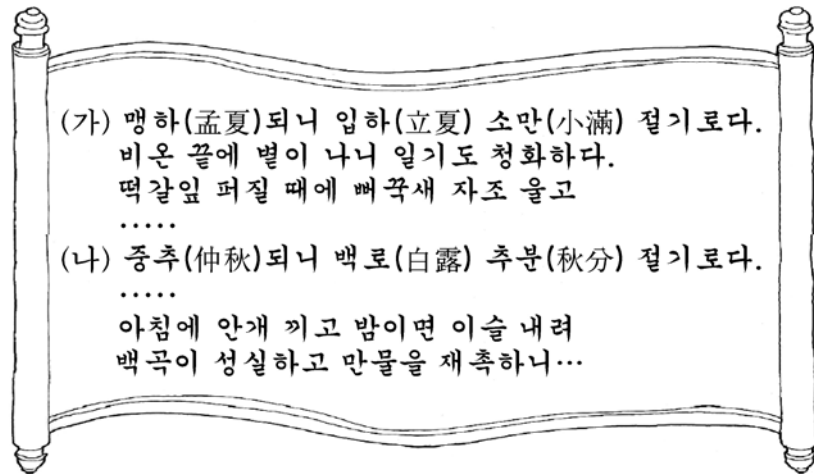 (가) 맹하(孟夏)되니 입하(立夏) 소만(小滿) 절기로다.
비온 끝에 볕이 나니 일기도 청화하다.
떡갈잎 퍼질 때에 뻐꾹새 자조 울고
·····
(나) 중추(仲秋)되니 백로(白露) 추분(秋分) 절기로다.
·····
아침에 안개 끼고 밤이면 이슬 내려
백곡이 성실하고 만물을 재촉하니···